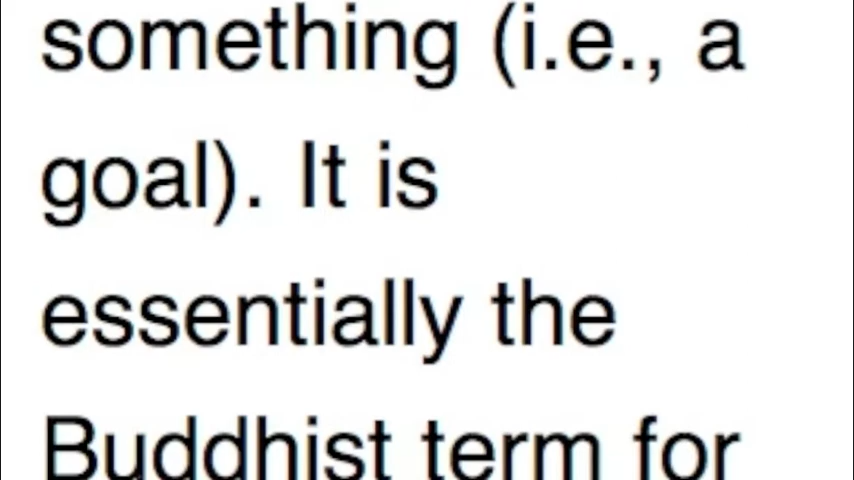 something (i.e., a
goal). It is
essentially the
Buddhist term for